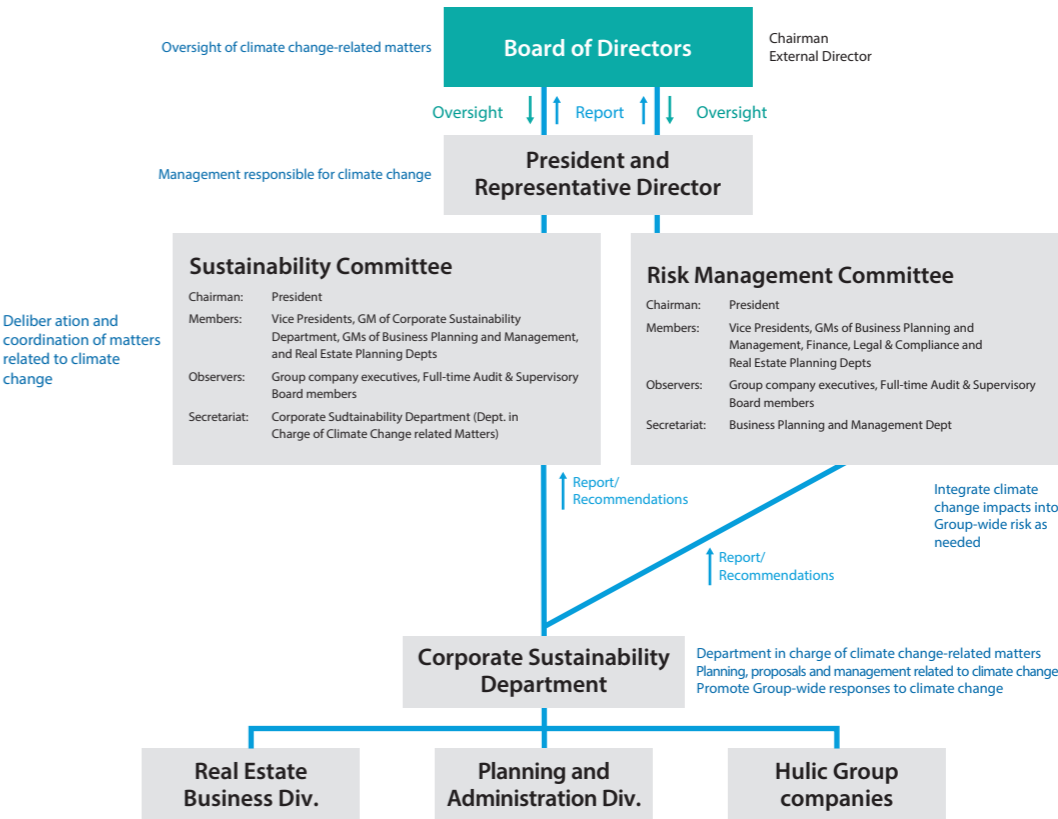 Oversight of climate change-related matters
Board of Directors
Chairman
External Director
Oversight
Report
Oversight
Management responsible for climate change
President and
Representative Director
Deliber ation and
coordination of matters
related to climate
change
Sustainability Committee
Chairman: President
Members: Vice Presidents, GM of Corporate Sustainability
Department, GMs of Business Planning and Management,
and Real Estate Planning Depts
Observers: Group company executives, Full-time Audit & Supervisory
Board members
Secretariat: Corporate Sudtainability Department (Dept. in
Charge of Climate Change related Matters)
Risk Management Committee
Chairman: President
Members: Vice Presidents, GMs of Business Planning and
Management, Finance, Legal & Compliance and
Real Estate Planning Depts
Observers: Group company executives, Full-time Audit & Supervisory
Board members
Secretariat: Business Planning and Management Dept
Report/
Recommendations
Integrate climate
change impacts into
Group-wide risk as
needed
Report/
Recommendations
Corporate Sustainability
Department
Department in charge of climate change-related matters
Planning, proposals and management related to climate change
Promote Group-wide responses to climate change
Real Estate
Business Div.
Planning and
Administration Div.
Hulic Group
companies